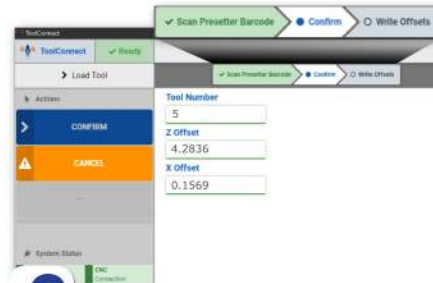 Scan Presetter Barcode
Confirm
Write Offsets
ToolConnect
ToolConnect
Ready
Load Tool
Scan Presetter Barcode
Confirm
Write Offsets
Actions
CONFIRM
CANCEL
Tool Number
5
Z Offset
4.2836
X Offset
0.1569
System Status
CNC
Connection